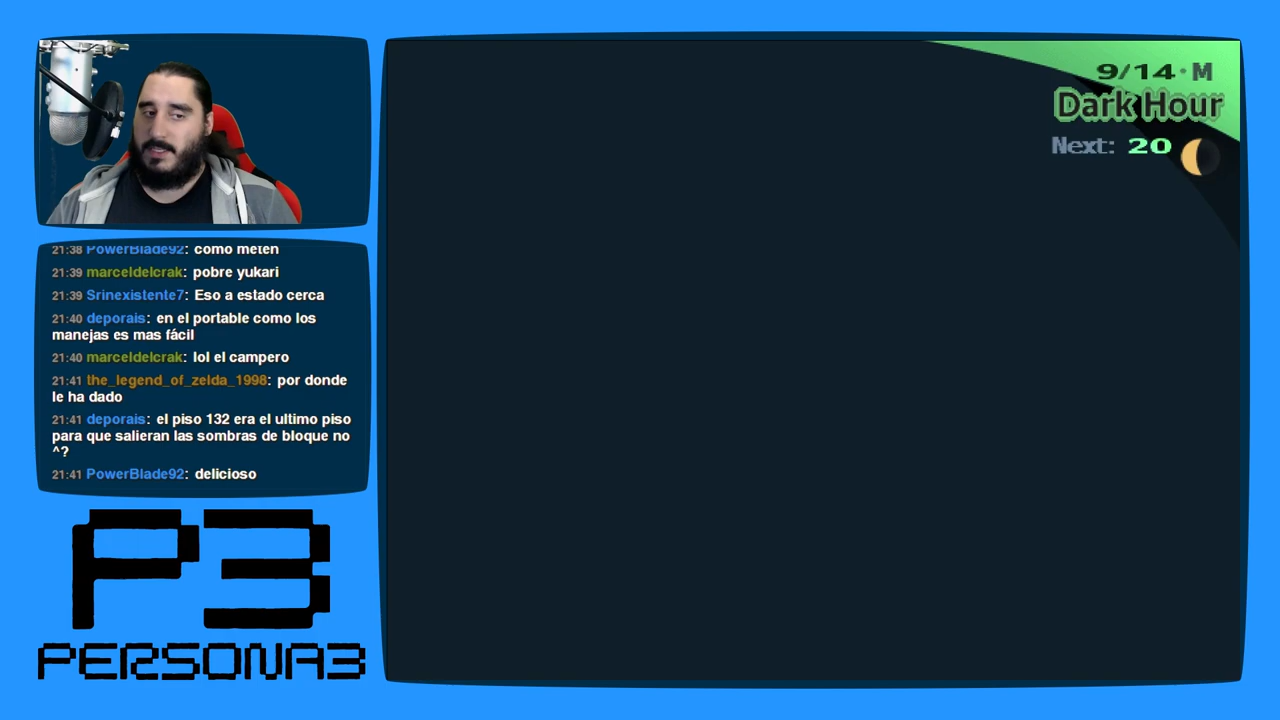 9/14·M
Dark Hour
Next: 20
21:38 PowerBlade92: como meten
21:39 marceldelcrak: pobre yukari
21:39 Srinexistente7: Eso a estado cerca
21:40 deporais: en el portable como los
manejas es mas fácil
21:40 marceldelcrak: lol el campero
21:41 the_legend_of_zelda_1998: por donde
le ha dado
21:41 deporais: el piso 132 era el ultimo piso
para que salieran las sombras de bloque no
^?
21:41 PowerBlade92: delicioso
P3
PERSONA3